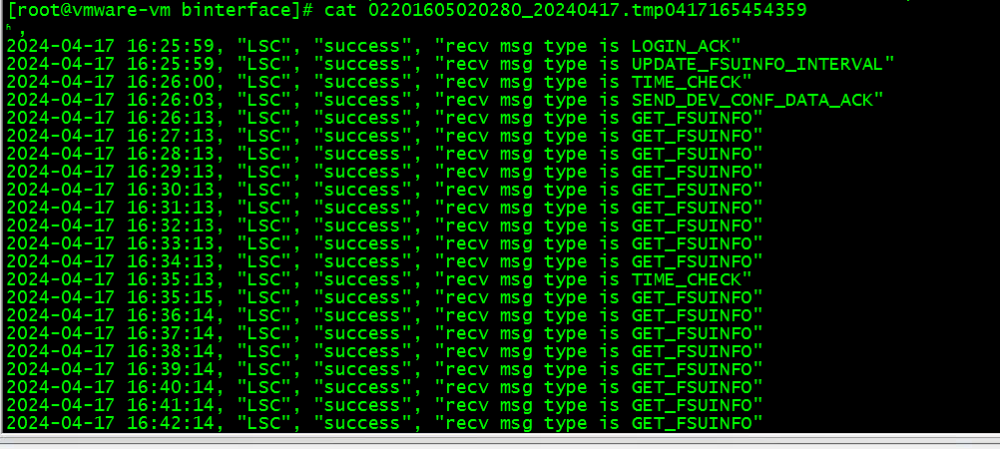 [root@vmware-vm binterface]# cat 02201605020280_20240417.tmp0417165454359
",
2024-04-17 16:25:59, "LSC", "success", "recv msg type is LOGIN_ACK"
2024-04-17 16:25:59, "LSC", "success", "recv msg type is UPDATE_FSUINFO_INTERVAL"
2024-04-17 16:26:00, "LSC", "success", "recv msg type is TIME_CHECK"
2024-04-17 16:26:03, "LSC", "success", "recv msg type is SEND_DEV_CONF_DATA_ACK"
2024-04-17 16:26:13, "LSC", "success", "recv msg type is GET_FSUINFO"
2024-04-17 16:27:13, "LSC", "success", "recv msg type is GET_FSUINFO"
2024-04-17 16:28:13, "LSC", "success", "recv msg type is GET_FSUINFO"
2024-04-17 16:29:13, "LSC", "success", "recv msg type is GET_FSUINFO"
2024-04-17 16:30:13, "LSC", "success", "recv msg type is GET_FSUINFO"
2024-04-17 16:31:13, "LSC", "success", "recv msg type is GET_FSUINFO"
2024-04-17 16:32:13, "LSC", "success", "recv msg type is GET_FSUINFO"
2024-04-17 16:33:13, "LSC", "success", "recv msg type is GET_FSUINFO"
2024-04-17 16:34:13, "LSC", "success", "recv msg type is GET_FSUINFO"
2024-04-17 16:35:13, "LSC", "success", "recv msg type is TIME_CHECK"
2024-04-17 16:35:15, "LSC", "success", "recv msg type is GET_FSUINFO"
2024-04-17 16:36:14, "LSC", "success", "recv msg type is GET_FSUINFO"
2024-04-17 16:37:14, "LSC", "success", "recv msg type is GET_FSUINFO"
2024-04-17 16:38:14, "LSC", "success", "recv msg type is GET_FSUINFO"
2024-04-17 16:39:14, "LSC", "success", "recv msg type is GET_FSUINFO"
2024-04-17 16:40:14, "LSC", "success", "recv msg type is GET_FSUINFO"
2024-04-17 16:41:14, "LSC", "success", "recv msg type is GET_FSUINFO"
2024-04-17 16:42:14, "LSC", "success", "recv msg type is GET_FSUINFO"